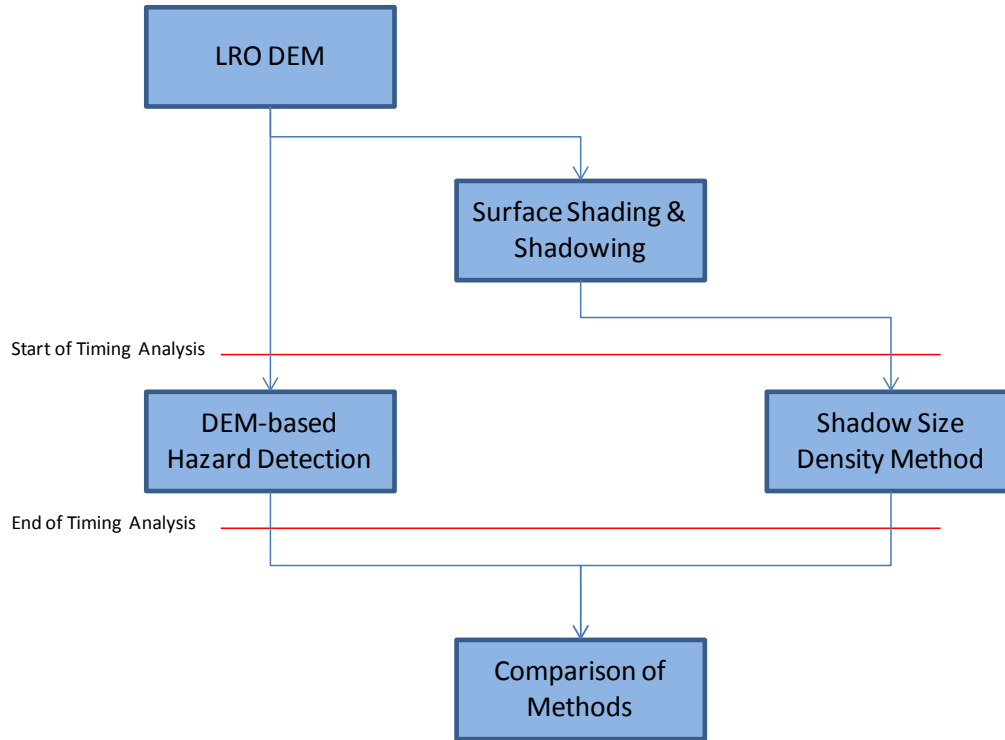 LRO DEM
Surface Shading &
Shadowing
Start of Timing Analysis
DEM-based
Hazard Detection
Shadow Size
Density Method
End of Timing Analysis
Comparison of
Methods